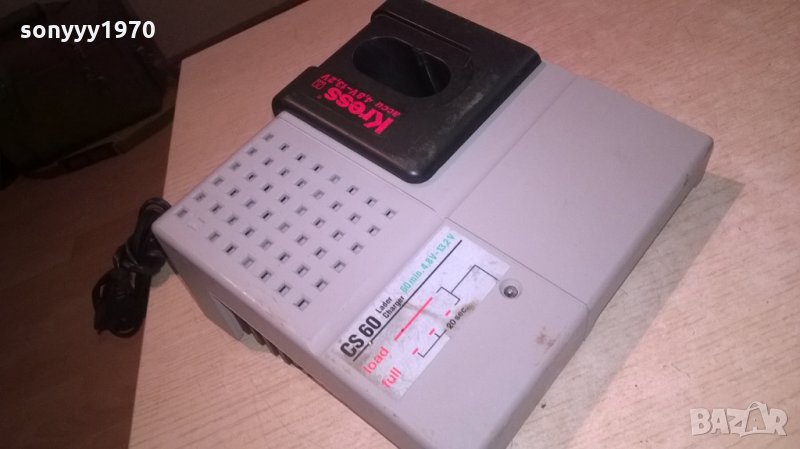 sonyyy1970
Kress
accu 4,8V-13,2V
CS 60
Lader
Charger
60 min. 4,8V-13,2V
load
full
20 sec.
BAZAR